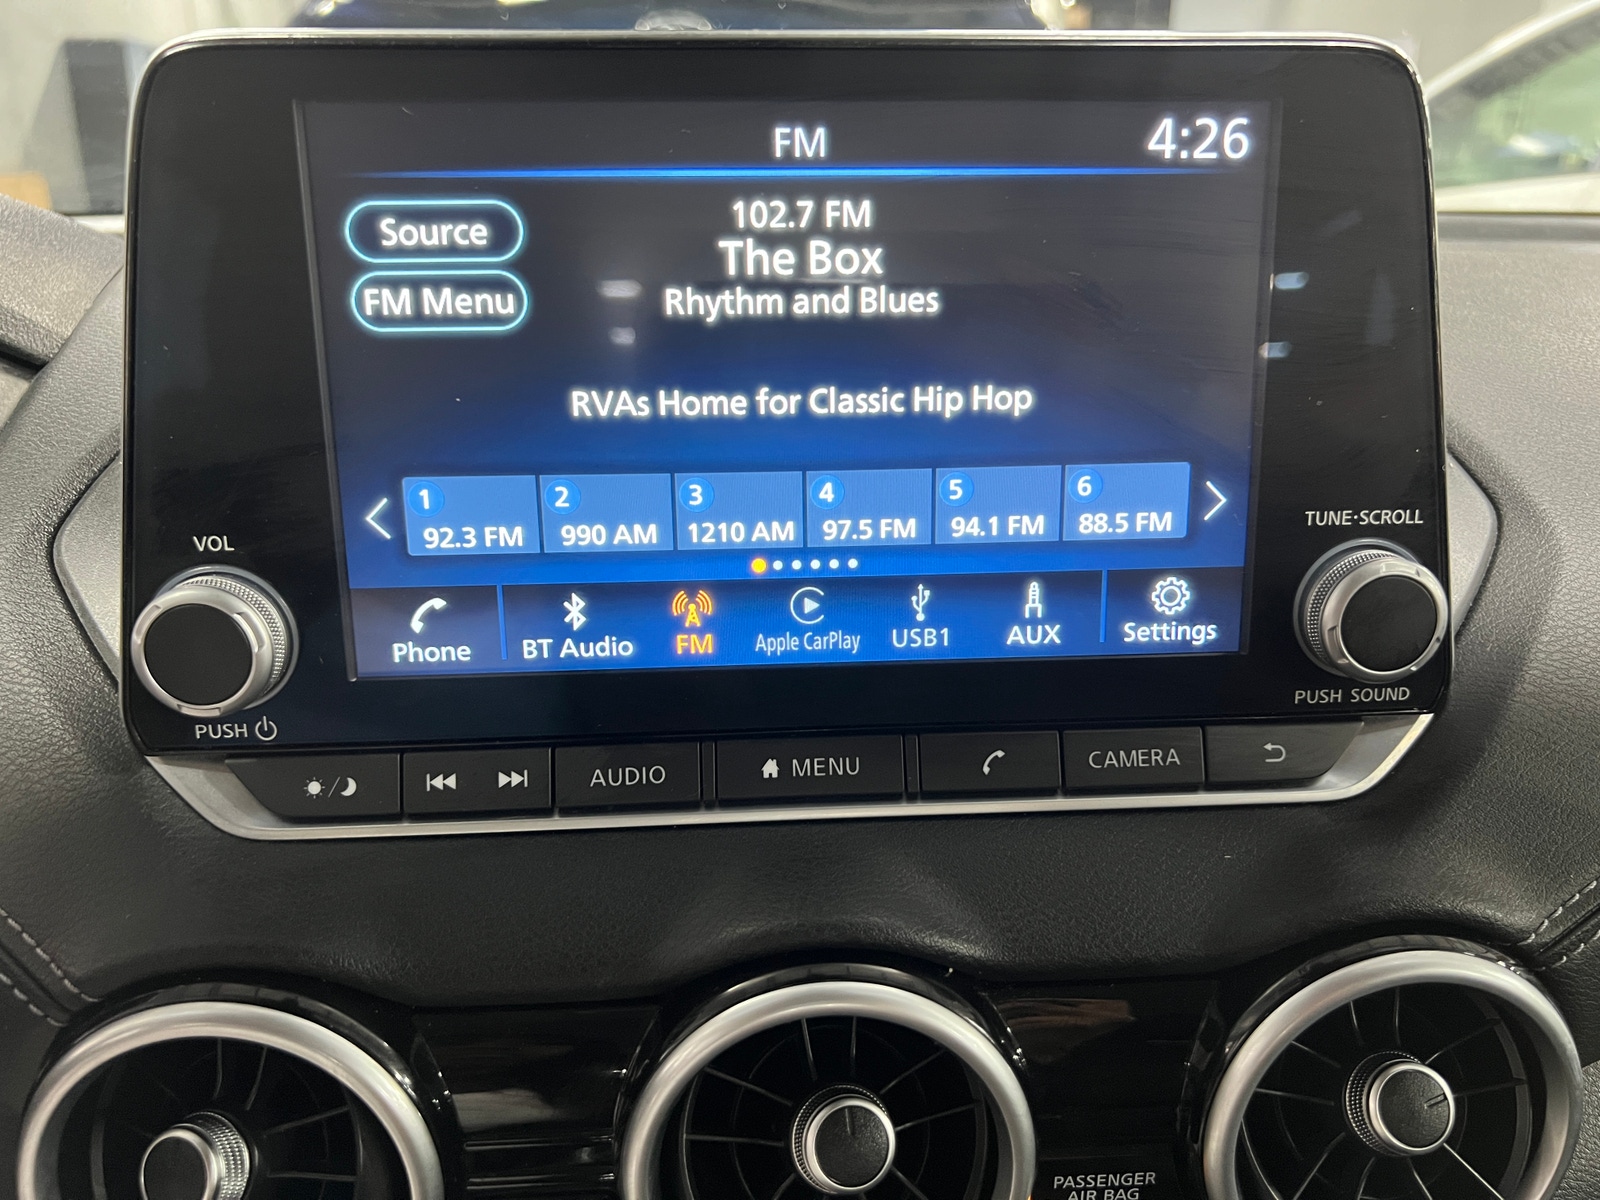 FM
4:26
Source
FM Menu
102.7 FM
The Box
Rhythm and Blues
RVAs Home for Classic Hip Hop
1 2 3 4 5 6
92.3 FM 990 AM 1210 AM 97.5 FM 94.1 FM 88.5 FM
Phone BT Audio FM Apple CarPlay USB1 AUX Settings
VOL
PUSH
TUNE·SCROLL
PUSH SOUND
AUDIO MENU CAMERA
PASSENGER
AIR BAG